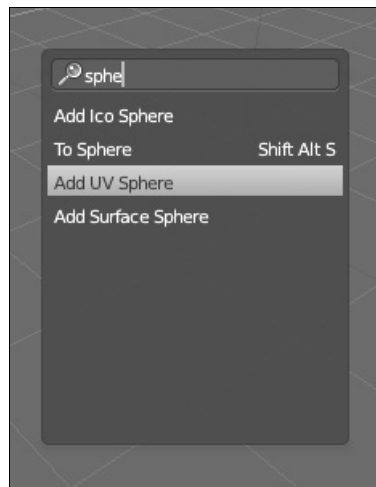 sphe
Add Ico Sphere
To Sphere Shift Alt S
Add UV Sphere
Add Surface Sphere